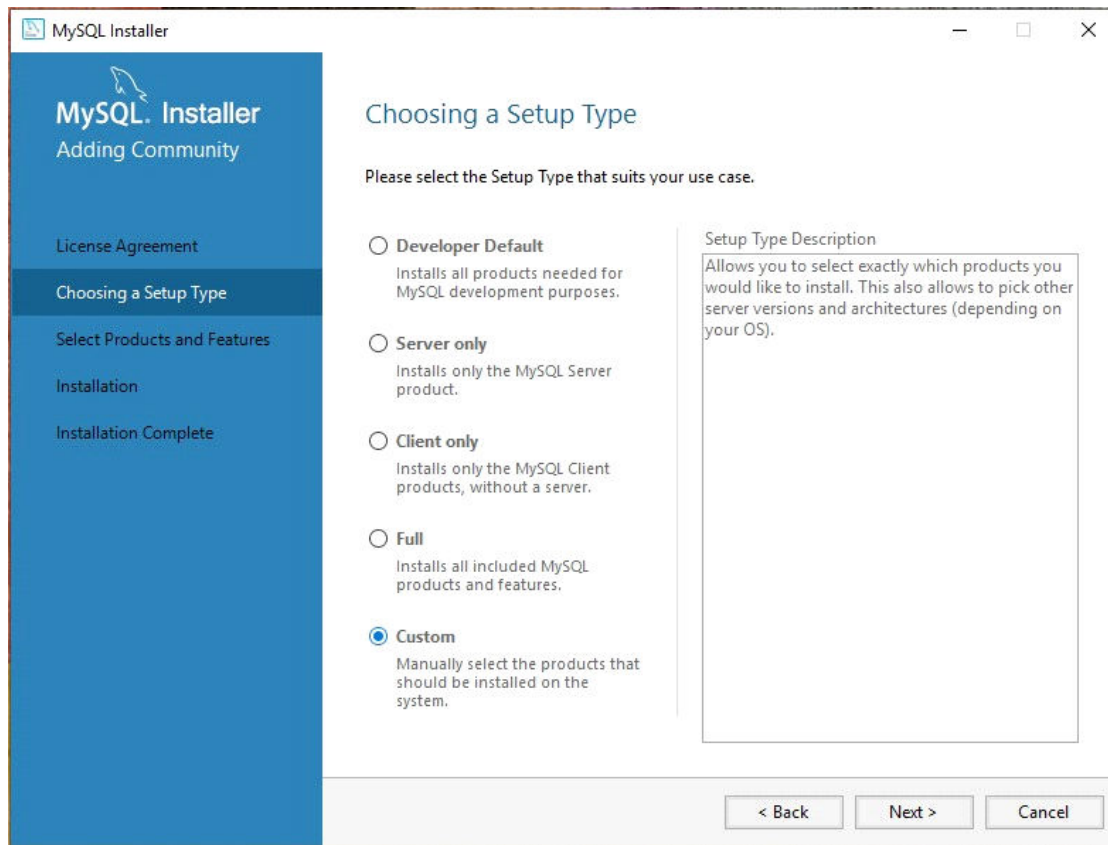 MySQL Installer
MySQL. Installer
Adding Community
License Agreement
Choosing a Setup Type
Select Products and Features
Installation
Installation Complete
Choosing a Setup Type
Please select the Setup Type that suits your use case.
Developer Default
Installs all products needed for
MySQL development purposes.
Server only
Installs only the MySQL Server
product.
Client only
Installs only the MySQL Client
products, without a server.
Full
Installs all included MySQL
products and features.
Custom
Manually select the products that
should be installed on the
system.
Setup Type Description
Allows you to select exactly which products you
would like to install. This also allows to pick other
server versions and architectures (depending on
your OS).
< Back
Next >
Cancel